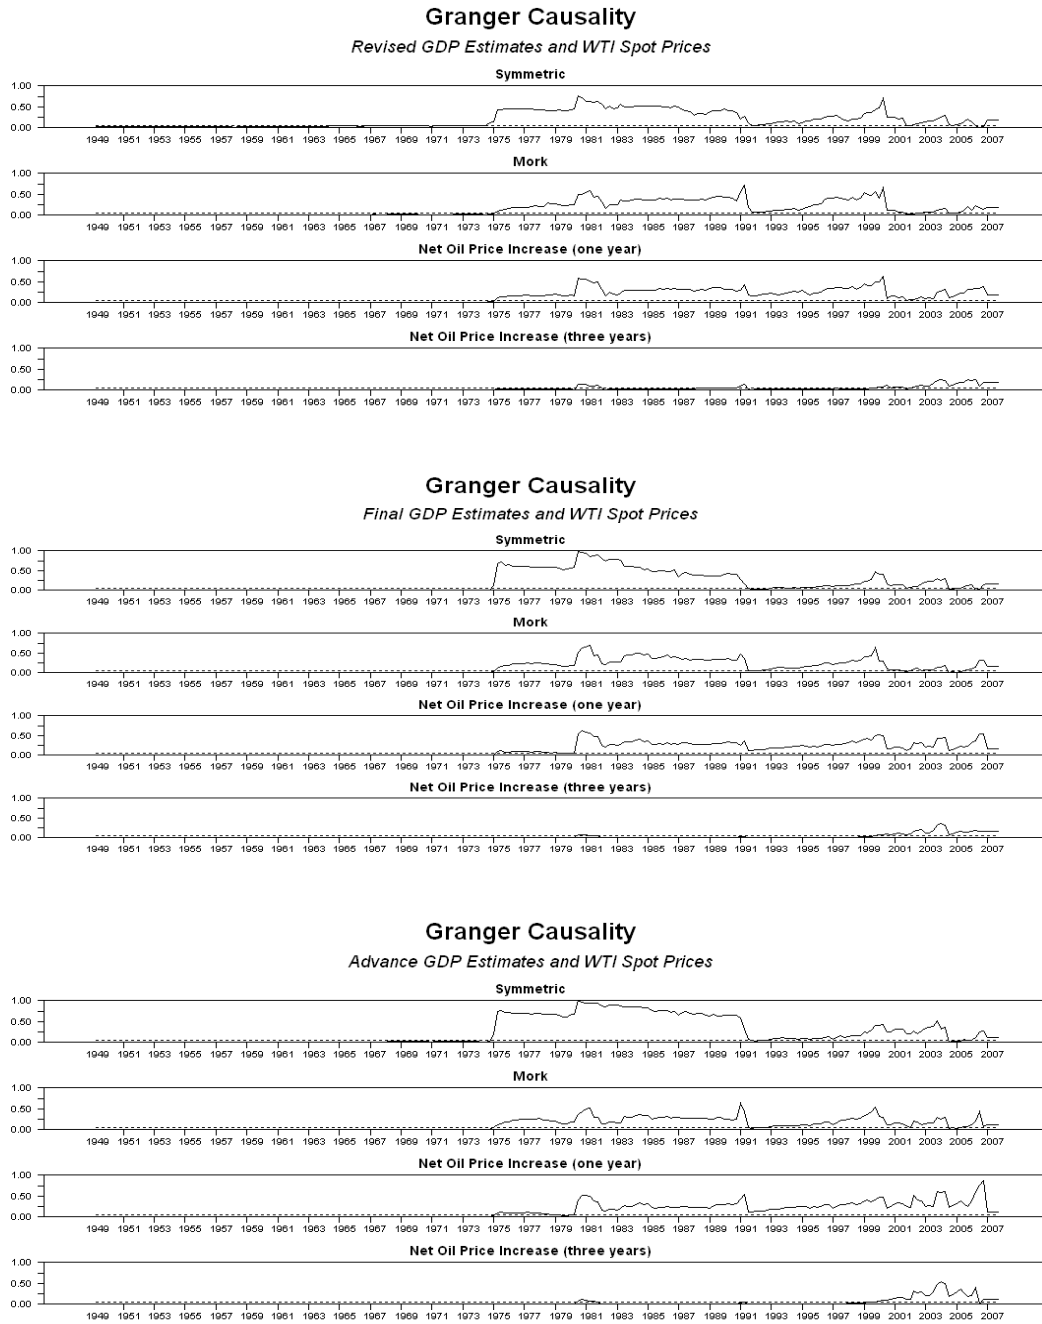 Granger Causality
Revised GDP Estimates and WTI Spot Prices
Symmetric
1.00
0.50
0.00
1949 1951 1953 1955 1957 1959 1961 1963 1965 1967 1969 1971 1973 1975 1977 1979 1981 1983 1985 1987 1989 1991 1993 1995 1997 1999 2001 2003 2005 2007
Mork
1.00
0.50
0.00
1949 1951 1953 1955 1957 1959 1961 1963 1965 1967 1969 1971 1973 1975 1977 1979 1981 1983 1985 1987 1989 1991 1993 1995 1997 1999 2001 2003 2005 2007
Net Oil Price Increase (one year)
1.00
0.50
0.00
1949 1951 1953 1955 1957 1959 1961 1963 1965 1967 1969 1971 1973 1975 1977 1979 1981 1983 1985 1987 1989 1991 1993 1995 1997 1999 2001 2003 2005 2007
Net Oil Price Increase (three years)
1.00
0.50
0.00
1949 1951 1953 1955 1957 1959 1961 1963 1965 1967 1969 1971 1973 1975 1977 1979 1981 1983 1985 1987 1989 1991 1993 1995 1997 1999 2001 2003 2005 2007
Granger Causality
Final GDP Estimates and WTI Spot Prices
Symmetric
1.00
0.50
0.00
1949 1951 1953 1955 1957 1959 1961 1963 1965 1967 1969 1971 1973 1975 1977 1979 1981 1983 1985 1987 1989 1991 1993 1995 1997 1999 2001 2003 2005 2007
Mork
1.00
0.50
0.00
1949 1951 1953 1955 1957 1959 1961 1963 1965 1967 1969 1971 1973 1975 1977 1979 1981 1983 1985 1987 1989 1991 1993 1995 1997 1999 2001 2003 2005 2007
Net Oil Price Increase (one year)
1.00
0.50
0.00
1949 1951 1953 1955 1957 1959 1961 1963 1965 1967 1969 1971 1973 1975 1977 1979 1981 1983 1985 1987 1989 1991 1993 1995 1997 1999 2001 2003 2005 2007
Net Oil Price Increase (three years)
1.00
0.50
0.00
1949 1951 1953 1955 1957 1959 1961 1963 1965 1967 1969 1971 1973 1975 1977 1979 1981 1983 1985 1987 1989 1991 1993 1995 1997 1999 2001 2003 2005 2007
Granger Causality
Advance GDP Estimates and WTI Spot Prices
Symmetric
1.00
0.50
0.00
1949 1951 1953 1955 1957 1959 1961 1963 1965 1967 1969 1971 1973 1975 1977 1979 1981 1983 1985 1987 1989 1991 1993 1995 1997 1999 2001 2003 2005 2007
Mork
1.00
0.50
0.00
1949 1951 1953 1955 1957 1959 1961 1963 1965 1967 1969 1971 1973 1975 1977 1979 1981 1983 1985 1987 1989 1991 1993 1995 1997 1999 2001 2003 2005 2007
Net Oil Price Increase (one year)
1.00
0.50
0.00
1949 1951 1953 1955 1957 1959 1961 1963 1965 1967 1969 1971 1973 1975 1977 1979 1981 1983 1985 1987 1989 1991 1993 1995 1997 1999 2001 2003 2005 2007
Net Oil Price Increase (three years)
1.00
0.50
0.00
1949 1951 1953 1955 1957 1959 1961 1963 1965 1967 1969 1971 1973 1975 1977 1979 1981 1983 1985 1987 1989 1991 1993 1995 1997 1999 2001 2003 2005 2007